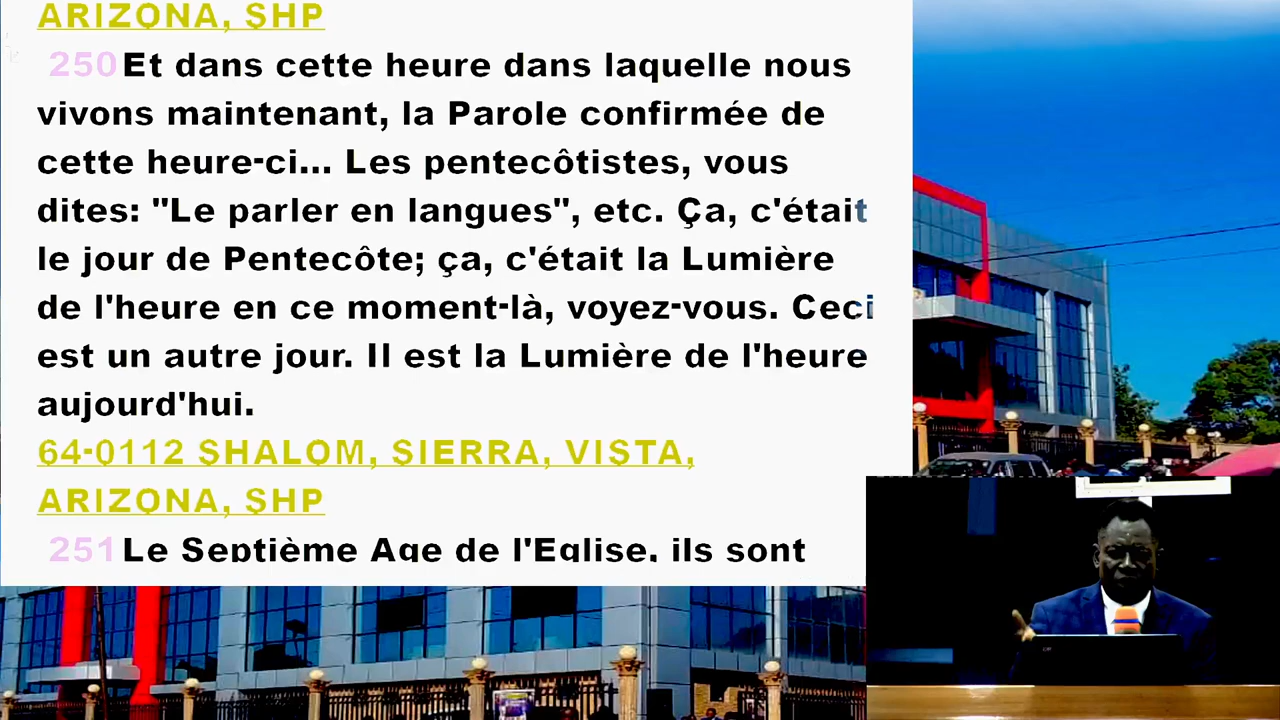 ARIZONA, SHP
250 Et dans cette heure dans laquelle nous
vivons maintenant, la Parole confirmée de
cette heure-ci... Les pentecôtistes, vous
dites: "Le parler en langues", etc. Ça, c'était
le jour de Pentecôte; ça, c'était la Lumière
de l'heure en ce moment-là, voyez-vous. Ceci
est un autre jour. Il est la Lumière de l'heure
aujourd'hui.
64-0112 SHALOM, SIERRA, VISTA,
ARIZONA, SHP
251 Le Septième Age de l'Eglise, ils sont